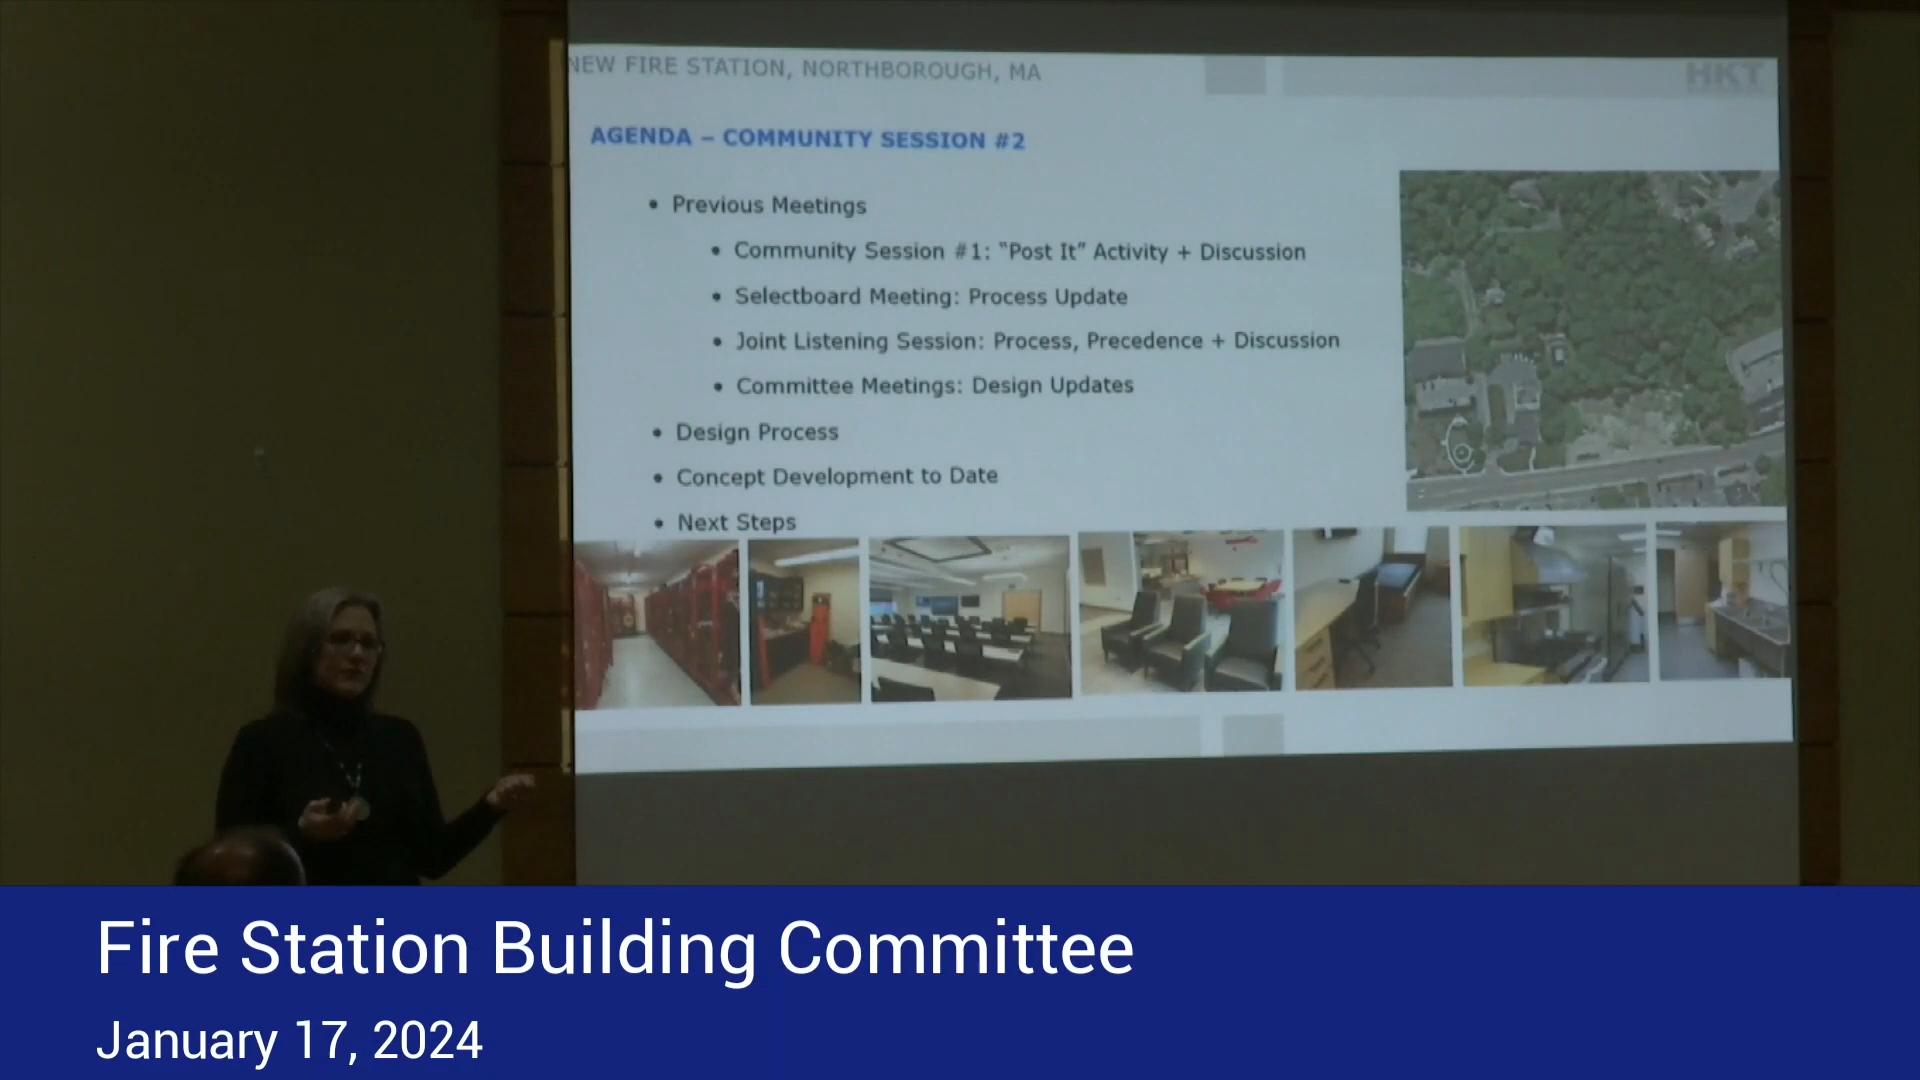 NEW FIRE STATION, NORTHBOROUGH, MA
HKT
AGENDA – COMMUNITY SESSION #2
• Previous Meetings
• Community Session #1: “Post It” Activity + Discussion
• Selectboard Meeting: Process Update
• Joint Listening Session: Process, Precedence + Discussion
• Committee Meetings: Design Updates
• Design Process
• Concept Development to Date
• Next Steps
Fire Station Building Committee
January 17, 2024